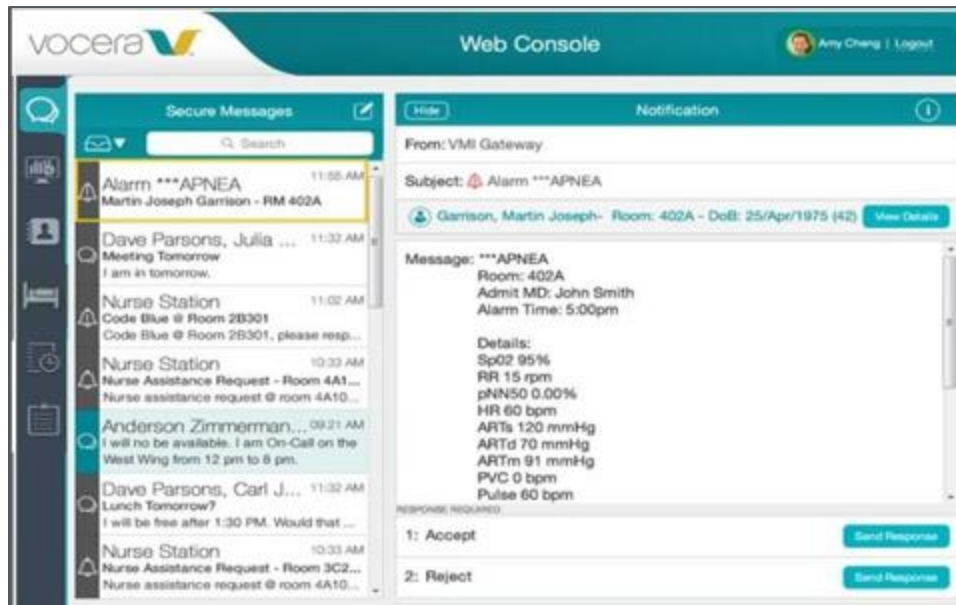 vocera
Web Console
Amy Chang | Logout
Secure Messages
Search
Alarm ***APNEA 11:55 AM
Martin Joseph Garrison - RM 402A
Dave Parsons, Julia ... 11:32 AM
Meeting Tomorrow
I am in tomorrow.
Nurse Station 11:02 AM
Code Blue @ Room 2B301
Code Blue @ Room 2B301, please resp...
Nurse Station 10:33 AM
Nurse Assistance Request - Room 4A1...
Nurse assistance request @ room 4A10...
Anderson Zimmerman... 09:21 AM
I will no be available. I am On-Call on the
West Wing from 12 pm to 8 pm.
Dave Parsons, Carl J... 11:32 AM
Lunch Tomorrow?
I will be free after 1:30 PM. Would that ...
Nurse Station 10:33 AM
Nurse Assistance Request - Room 3C2...
Nurse assistance request @ room 4A10...
Hide
Notification
From: VMI Gateway
Subject: Alarm ***APNEA
Garrison, Martin Joseph- Room: 402A - DoB: 25/Apr/1975 (42) View Details
Message: ***APNEA
Room: 402A
Admit MD: John Smith
Alarm Time: 5:00pm
Details:
Sp02 95%
RR 15 rpm
pNN50 0.00%
HR 60 bpm
ARTs 120 mmHg
ARTd 70 mmHg
ARTm 91 mmHg
PVC 0 bpm
Pulse 60 bpm
RESPONSE REQUIRED
1: Accept Send Response
2: Reject Send Response